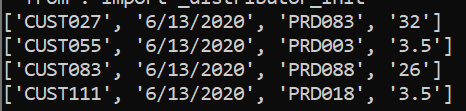 from . import _distributor_init
['CUST027', '6/13/2020', 'PRD083', '32']
['CUST055', '6/13/2020', 'PRD003', '3.5']
['CUST083', '6/13/2020', 'PRD088', '26']
['CUST111', '6/13/2020', 'PRD018', '3.5']